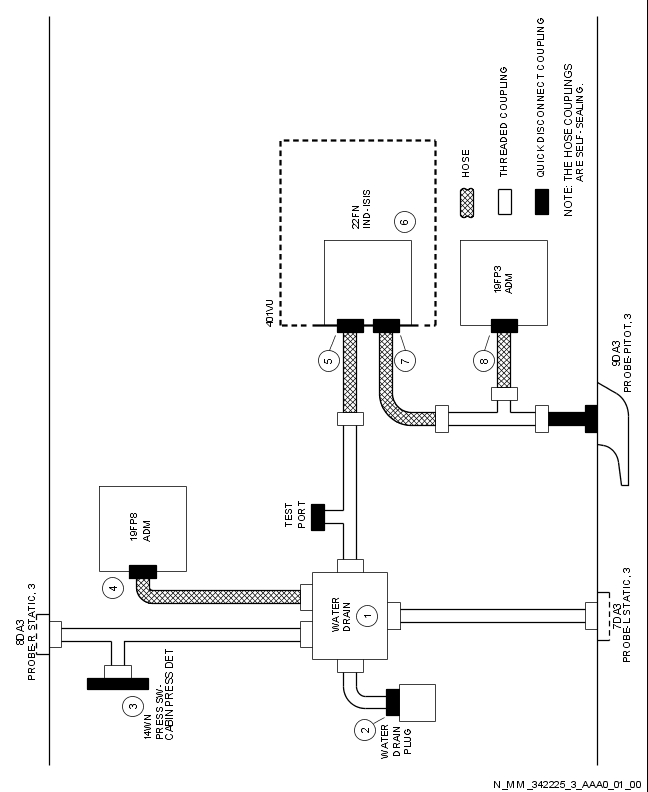 8DA3
PROBE-R STATIC, 3
14WN
PRESS SW-
CABIN PRESS DET
3
4
19FP8
ADM
TEST
PORT
WATER
DRAIN
1
2
WATER
DRAIN
PLUG
401VU
22FN
IND-ISIS
6
5
7
8
19FP3
ADM
HOSE
THREADED COUPLING
QUICK DISCONNECT COUPLING
NOTE: THE HOSE COUPLINGS
ARE SELF-SEALING.
9DA3
PROBE-PITOT, 3
7DA3
PROBE-L STATIC, 3
N_MM_342225_3_AAA0_01_00